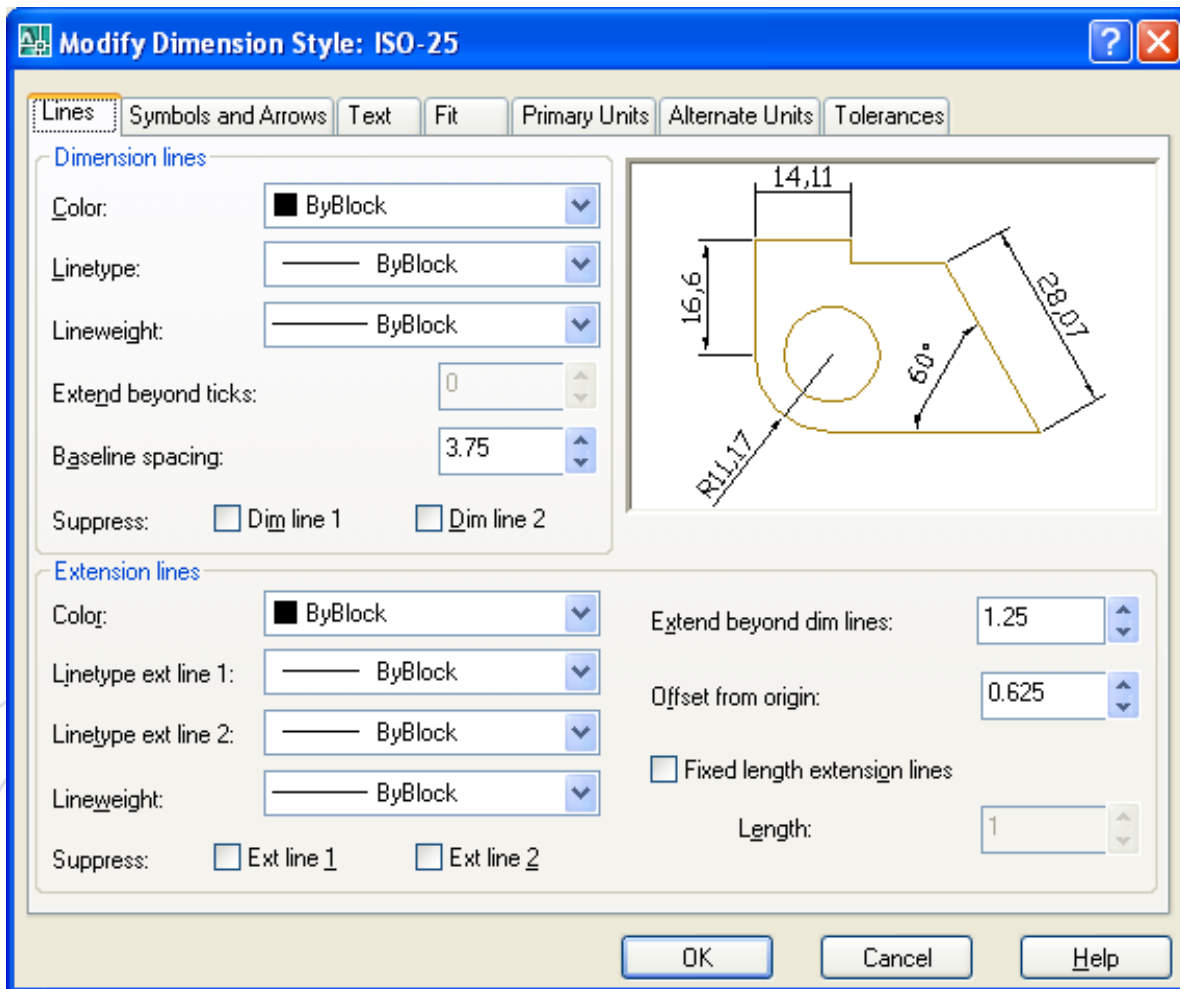 Modify Dimension Style: ISO-25
Lines
Symbols and Arrows
Text
Fit
Primary Units
Alternate Units
Tolerances
Dimension lines
Color:
ByBlock
Linetype:
ByBlock
Lineweight:
ByBlock
Extend beyond ticks:
0
Baseline spacing:
3.75
Suppress:
Dim line 1
Dim line 2
14,11
16,6
28,07
60°
R11,17
Extension lines
Color:
ByBlock
Linetype ext line 1:
ByBlock
Linetype ext line 2:
ByBlock
Lineweight:
ByBlock
Suppress:
Ext line 1
Ext line 2
Extend beyond dim lines:
1.25
Offset from origin:
0.625
Fixed length extension lines
Length:
1
OK
Cancel
Help